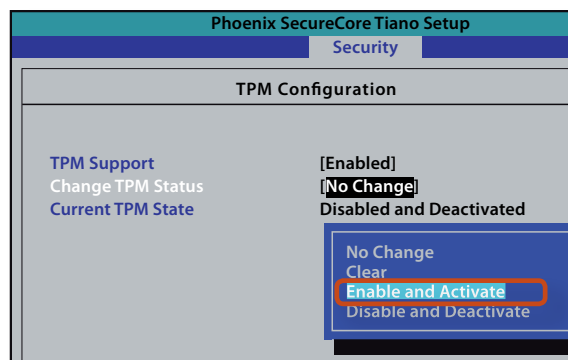 Phoenix SecureCore Tiano Setup
Security
TPM Configuration
TPM Support [Enabled]
Change TPM Status [No Change]
Current TPM State Disabled and Deactivated
No Change
Clear
Enable and Activate
Disable and Deactivate